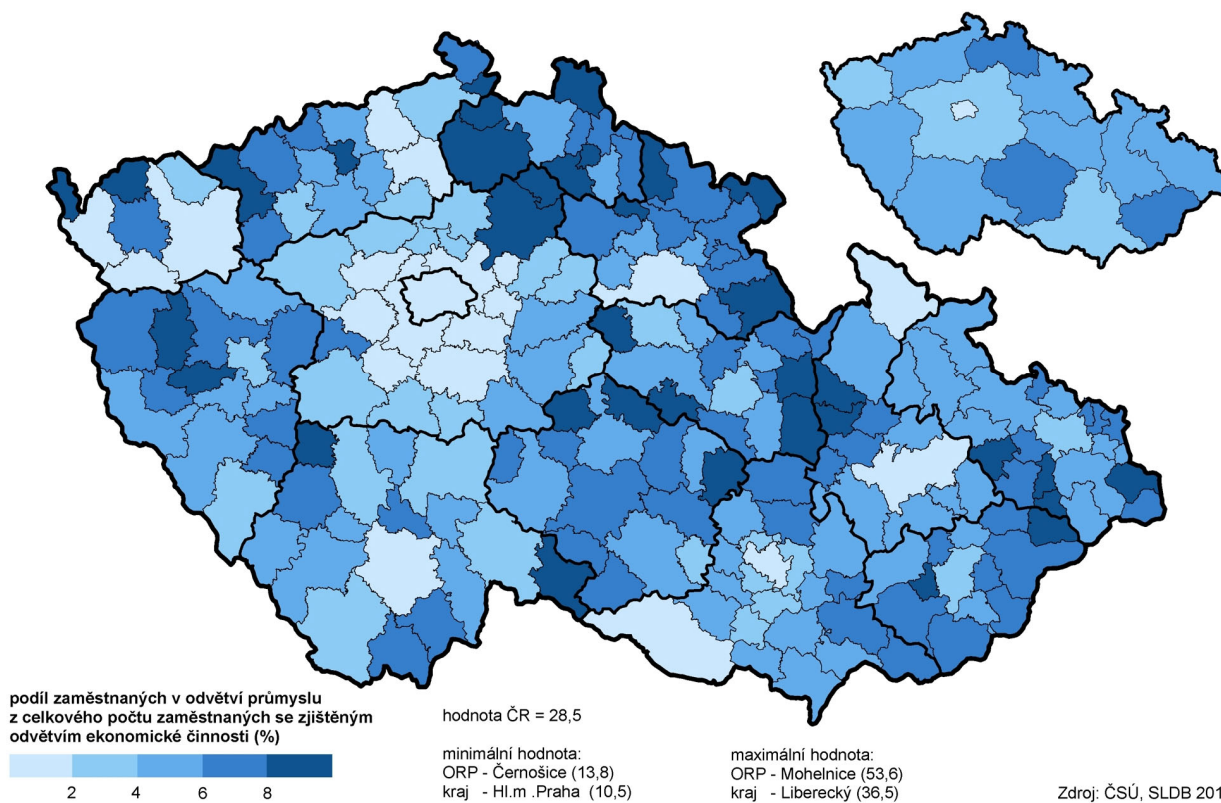 podíl zaměstnaných v odvětví průmyslu
z celkového počtu zaměstnaných se zjištěným
odvětvím ekonomické činnosti (%)
2 4 6 8
hodnota ČR = 28,5
minimální hodnota:
ORP - Černošice (13,8)
kraj - Hl.m .Praha (10,5)
maximální hodnota:
ORP - Mohelnice (53,6)
kraj - Liberecký (36,5)
Zdroj: ČSÚ, SLDB 201